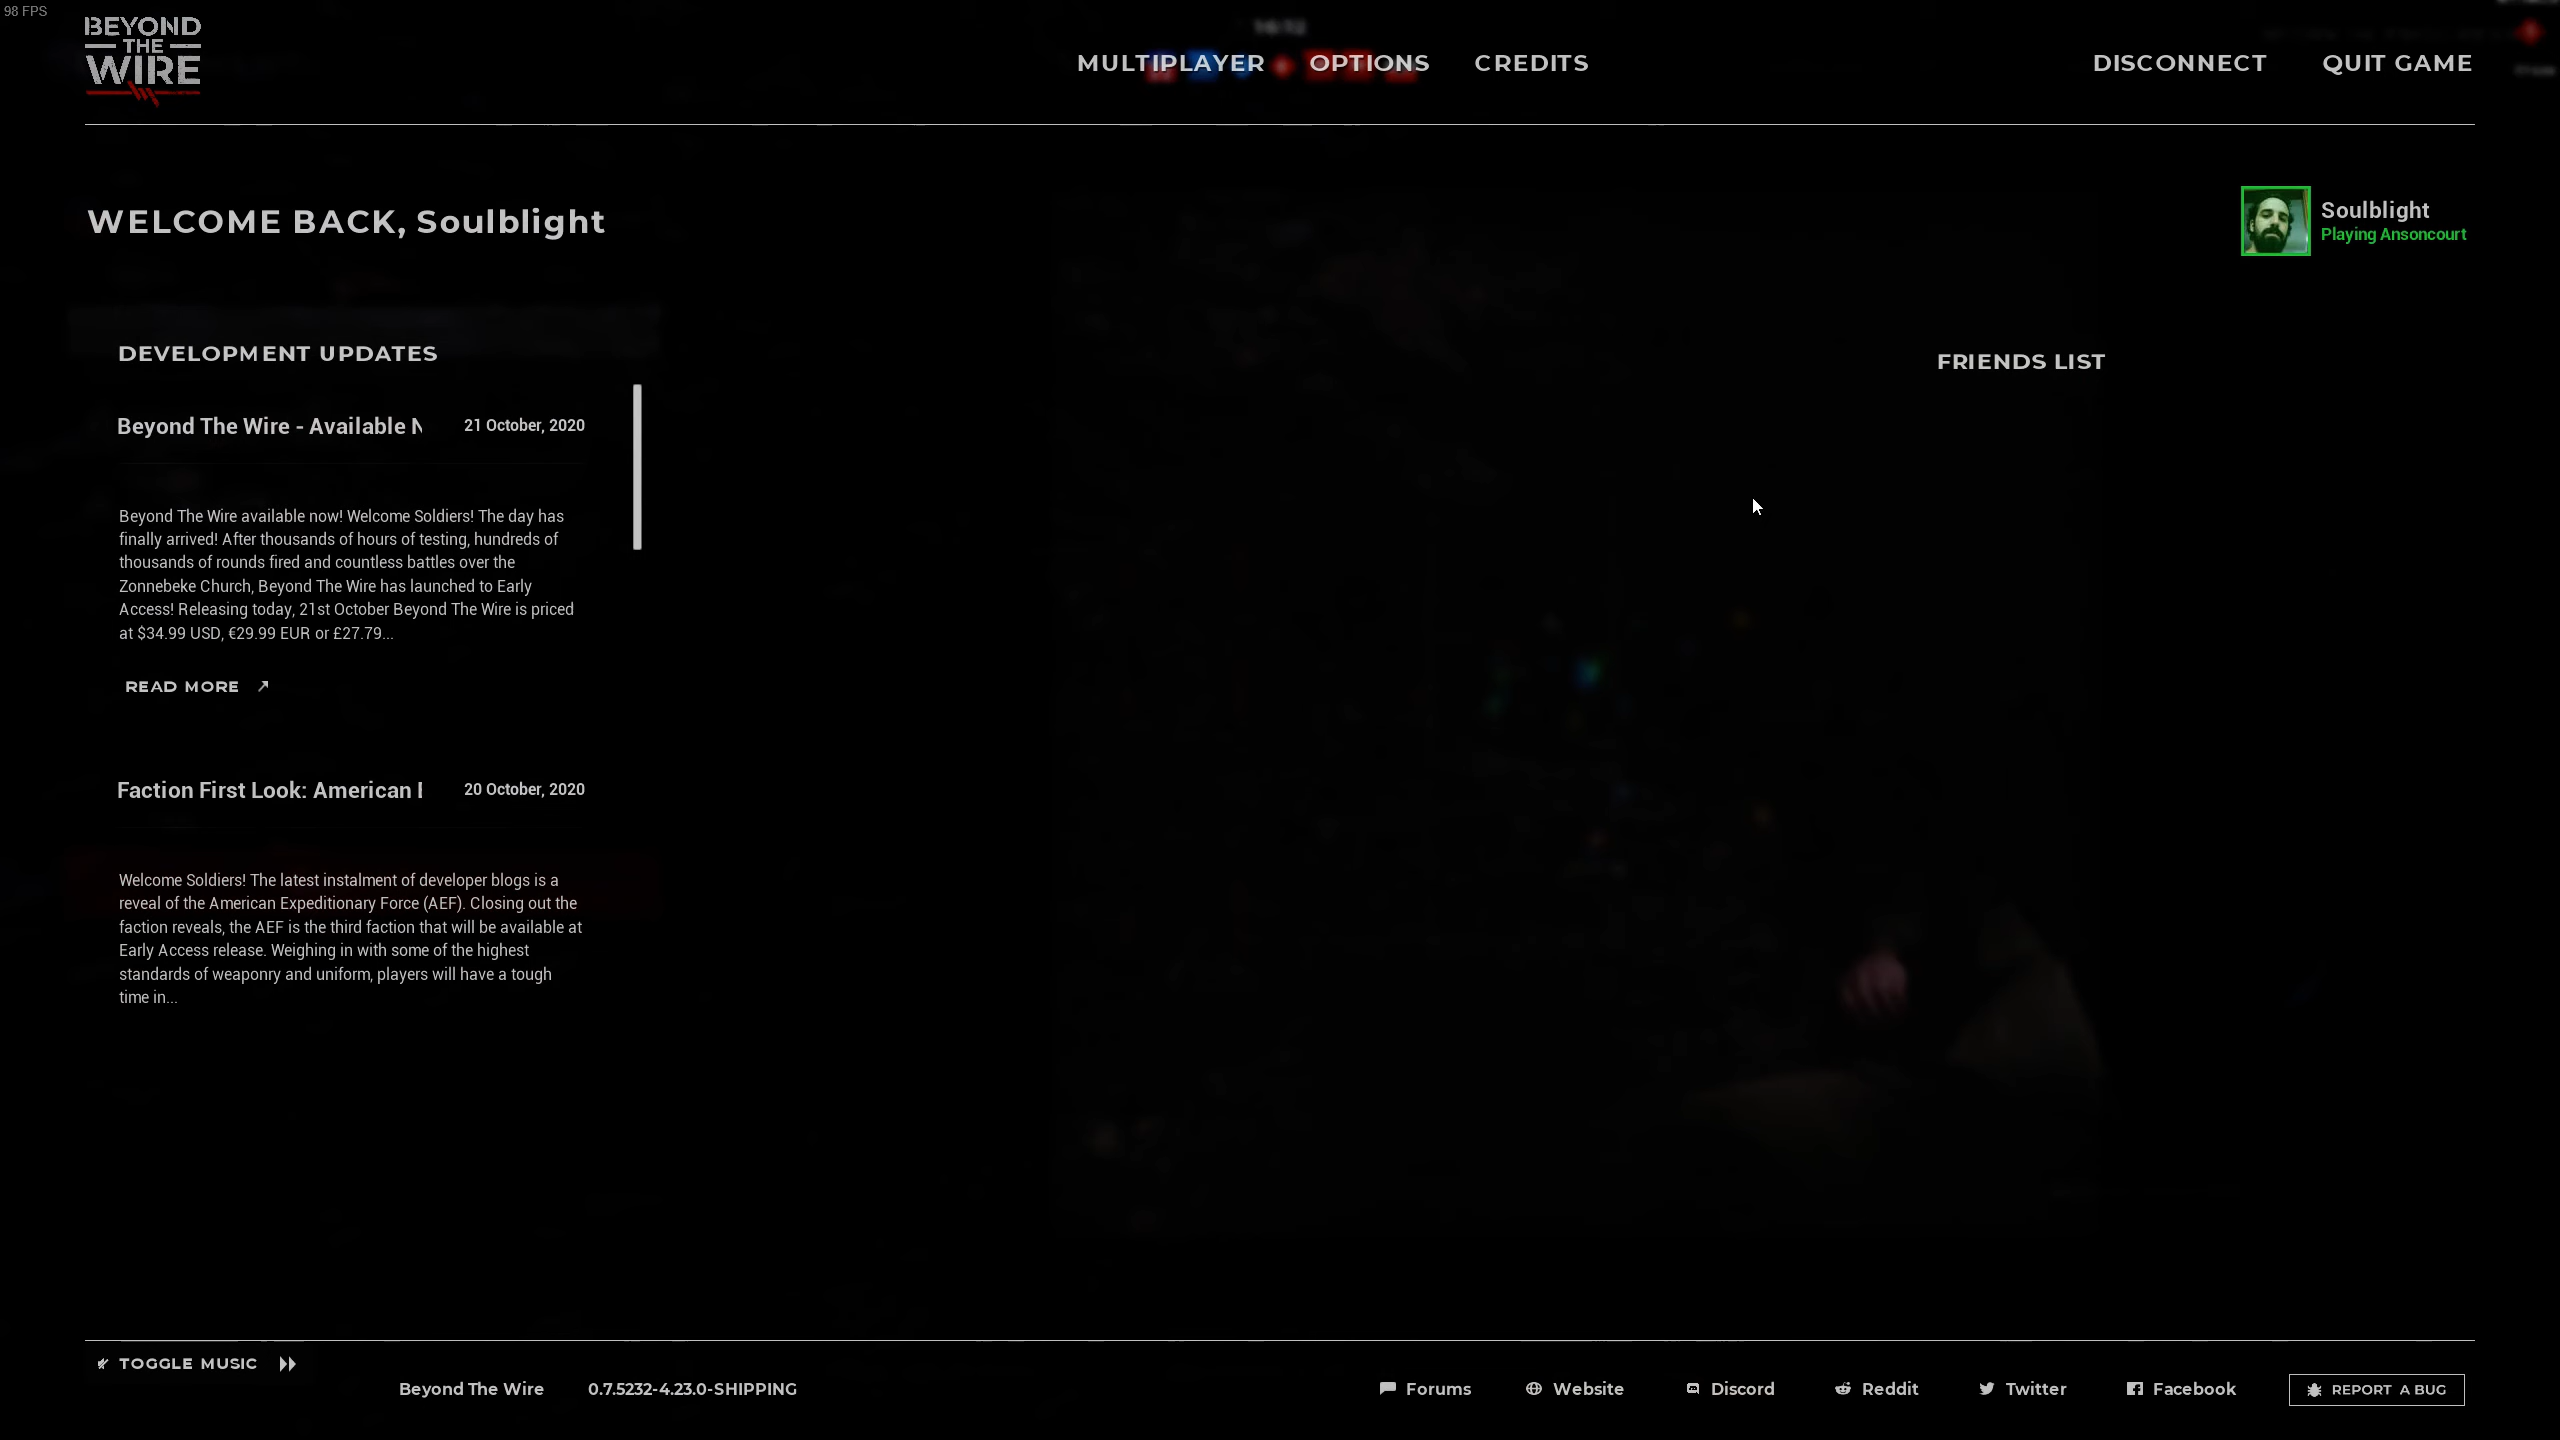 98 FPS
BEYOND
THE
WIRE
MULTIPLAYER
OPTIONS
CREDITS
DISCONNECT
QUIT GAME
WELCOME BACK, Soulblight
Soulblight
Playing Ansoncourt
DEVELOPMENT UPDATES
FRIENDS LIST
Beyond The Wire - Available
21 October, 2020
Beyond The Wire available now! Welcome Soldiers! The day has
finally arrived! After thousands of hours of testing, hundreds of
thousands of rounds fired and countless battles over the
Zonnebeke Church, Beyond The Wire has launched to Early
Access! Releasing today, 21st October Beyond The Wire is priced
at $34.99 USD, €29.99 EUR or £27.79...
READ MORE
Faction First Look: American
20 October, 2020
Welcome Soldiers! The latest instalment of developer blogs is a
reveal of the American Expeditionary Force (AEF). Closing out the
faction reveals, the AEF is the third faction that will be available at
Early Access release. Weighing in with some of the highest
standards of weaponry and uniform, players will have a tough
time in...
TOGGLE MUSIC
Beyond The Wire
0.7.5232-4.23.0-SHIPPING
Forums
Website
Discord
Reddit
Twitter
Facebook
REPORT A BUG